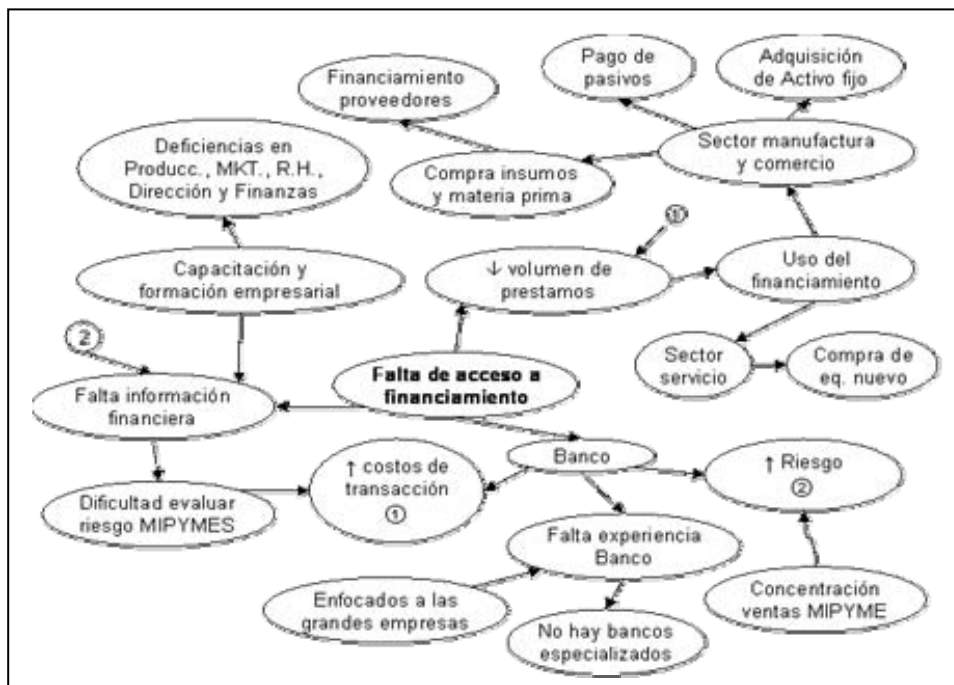 Financiamiento
proveedores
Pago de
pasivos
Adquisición
de Activo fijo
Deficiencias en
Producc., MKT., R.H.,
Dirección y Finanzas
Compra insumos
y materia prima
Sector manufactura
y comercio
①
Capacitación y
formación empresarial
↓ volumen de
prestamos
Uso del
financiamiento
②
Falta información
financiera
Falta de acceso a
financiamiento
Sector
servicio
Compra de
eq. nuevo
Dificultad evaluar
riesgo MIPYMES
↑ costos de
transacción
①
Banco
↑ Riesgo
②
Falta experiencia
Banco
Enfocados a las
grandes empresas
No hay bancos
especializados
Concentración
ventas MIPYME